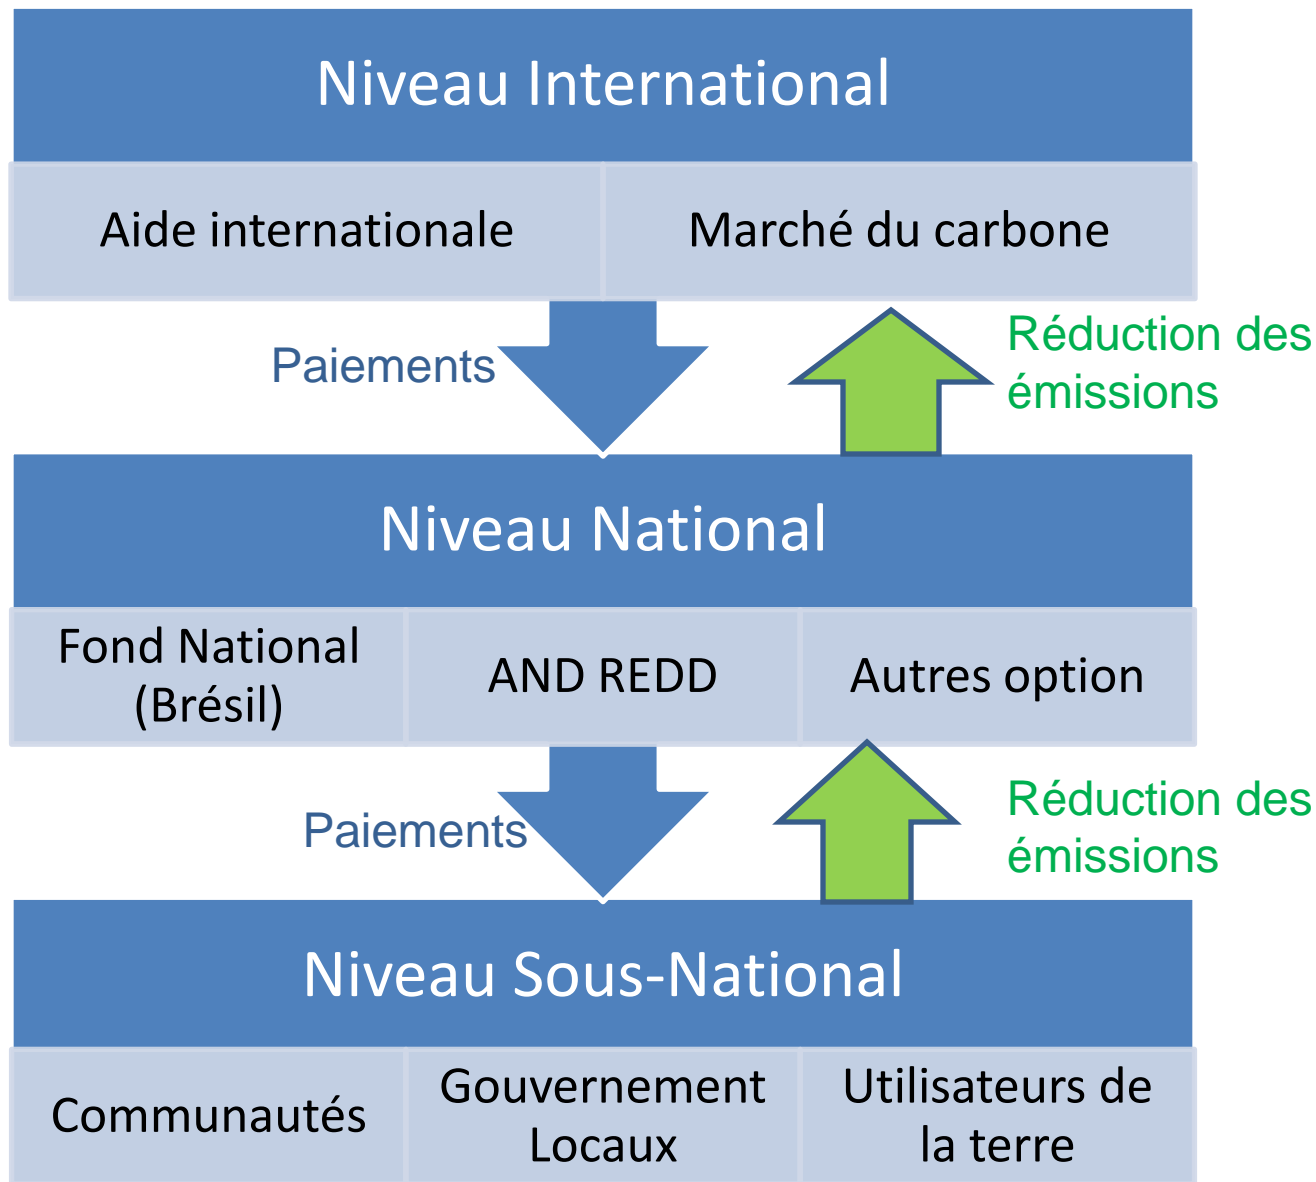 Niveau International
Aide internationale
Marché du carbone
Paiements
Réduction des
émissions
Niveau National
Fond National
(Brésil)
AND REDD
Autres option
Paiements
Réduction des
émissions
Niveau Sous-National
Communautés
Gouvernement
Locaux
Utilisateurs de
la terre